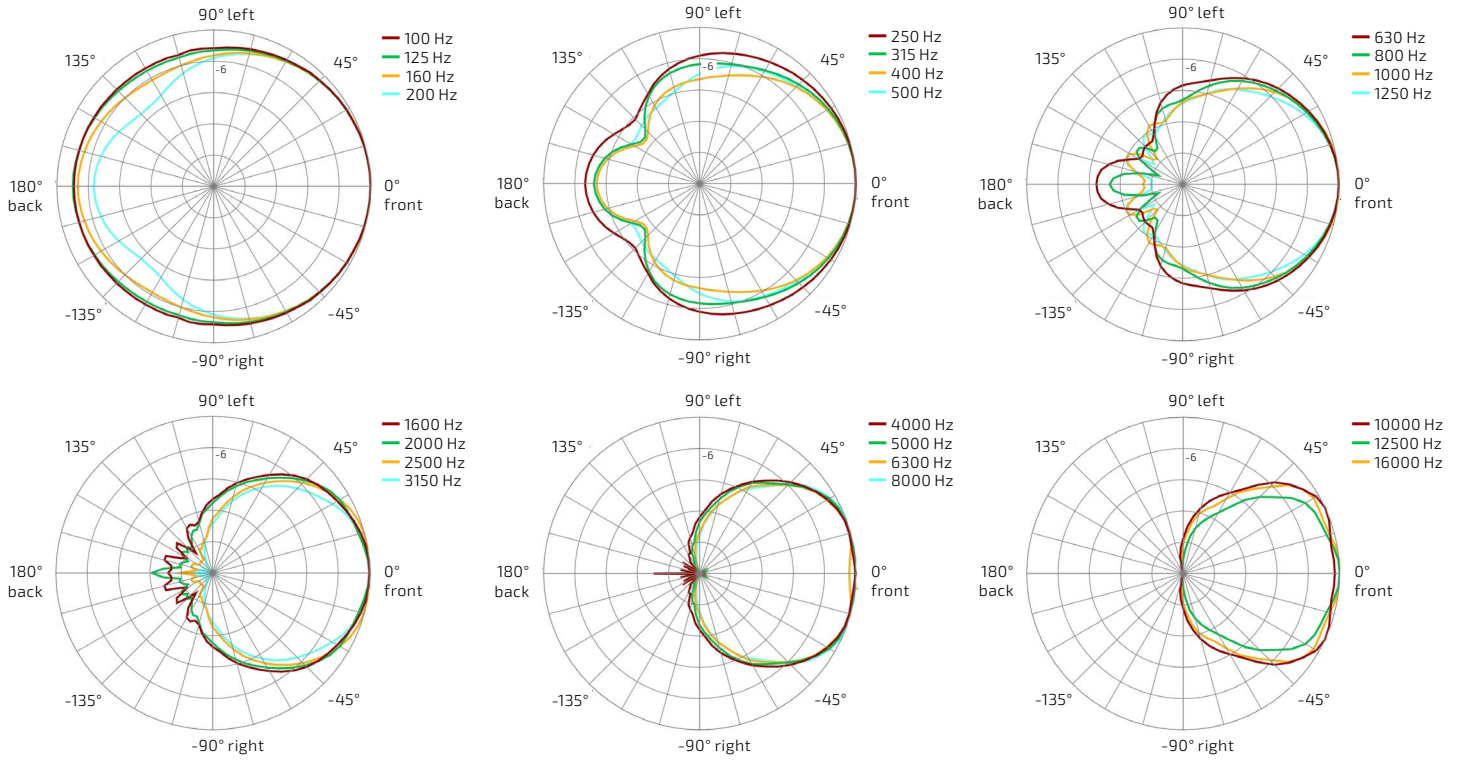 90° left
135°
45°
-6
180°
back
0°
front
-135°
-45°
-90° right
100 Hz
125 Hz
160 Hz
200 Hz
90° left
135°
45°
-6
180°
back
0°
front
-135°
-45°
-90° right
250 Hz
315 Hz
400 Hz
500 Hz
90° left
135°
45°
-6
180°
back
0°
front
-135°
-45°
-90° right
630 Hz
800 Hz
1000 Hz
1250 Hz
90° left
135°
45°
-6
180°
back
0°
front
-135°
-45°
-90° right
1600 Hz
2000 Hz
2500 Hz
3150 Hz
90° left
135°
45°
-6
180°
back
0°
front
-135°
-45°
-90° right
4000 Hz
5000 Hz
6300 Hz
8000 Hz
90° left
135°
45°
-6
180°
back
0°
front
-135°
-45°
-90° right
10000 Hz
12500 Hz
16000 Hz